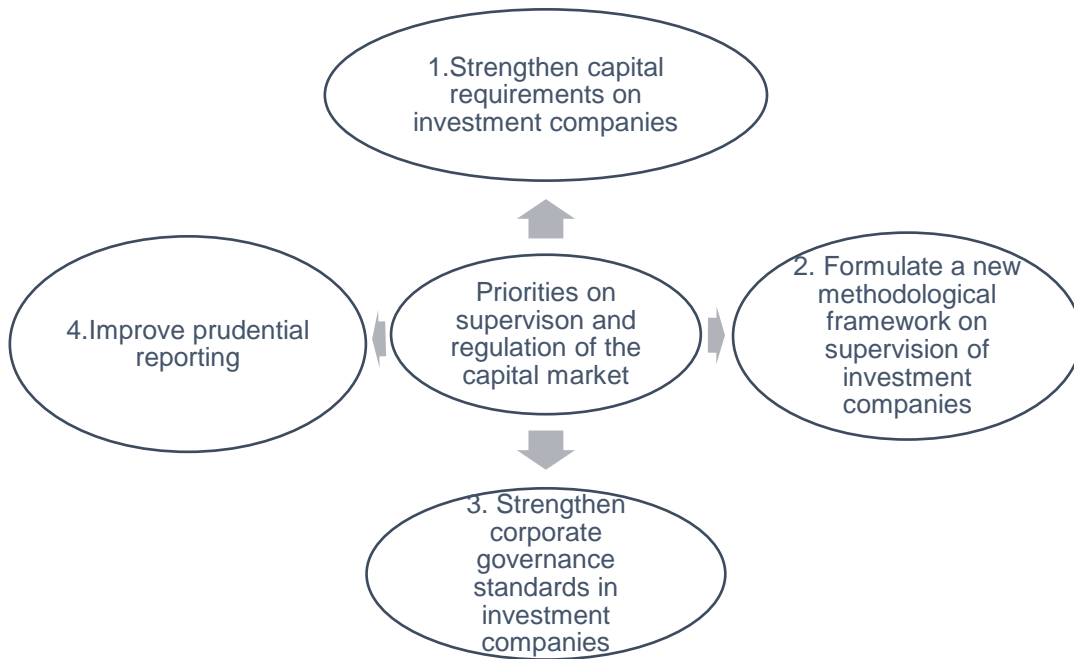 1.Strengthen capital
requirements on
investment companies
Priorities on
supervison and
regulation of the
capital market
2. Formulate a new
methodological
framework on
supervision of
investment
companies
3. Strengthen
corporate
governance
standards in
investment
companies
4.Improve prudential
reporting